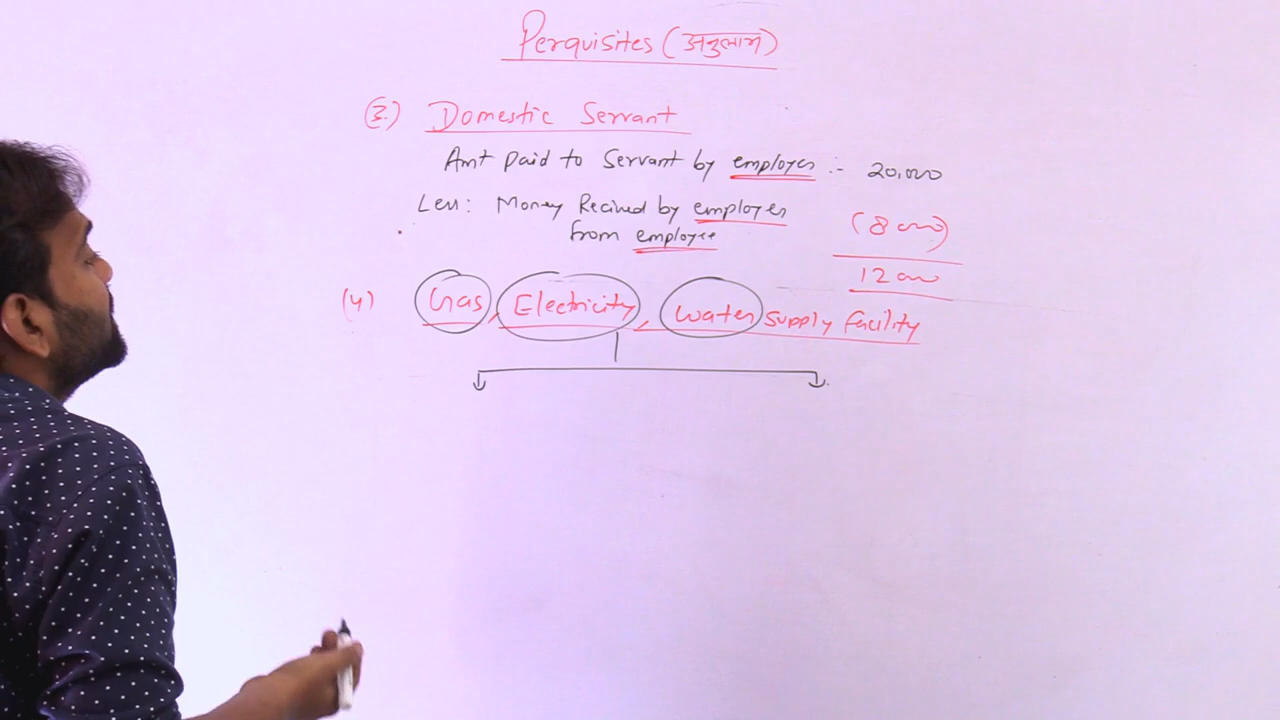 Perquisites (अनुलाभ)
(3.) Domestic Servant
Amt paid to Servant by employer :- 20,000
Less: Money Recived by employer
from employee (8000)
12000
(4) Gas, Electricity, Water supply facility